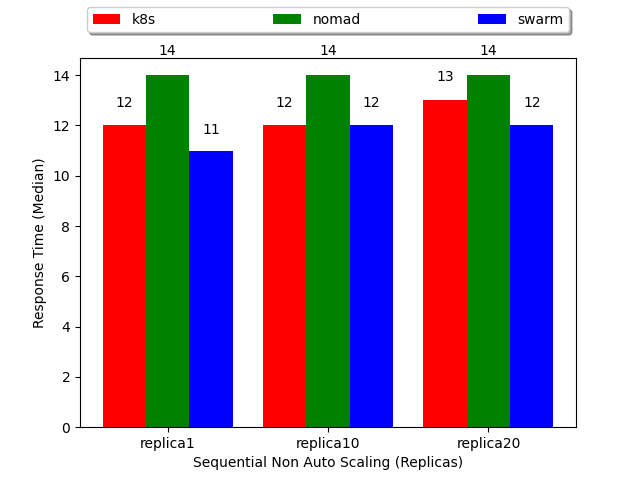 k8s nomad swarm
14 14 14
13
12 12 12 12
11
14
12
10
8
6
4
2
0
Response Time (Median)
replica1 replica10 replica20
Sequential Non Auto Scaling (Replicas)